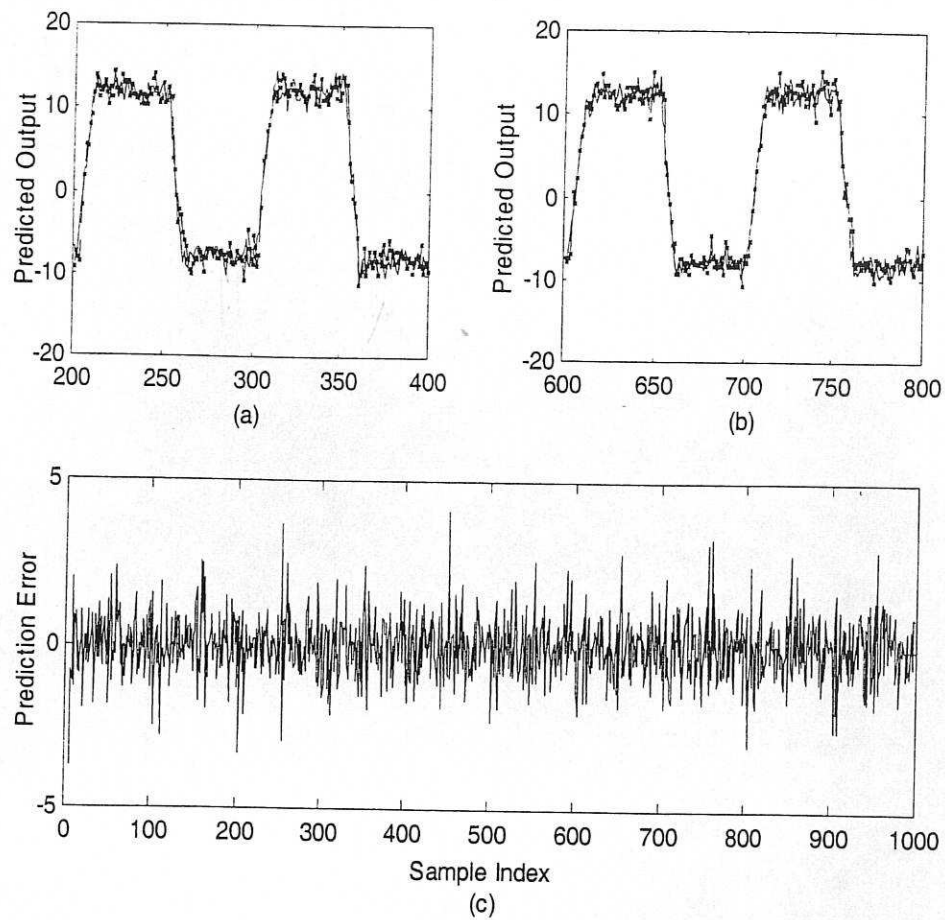 20
10
0
-10
-20
Predicted Output
200 250 300 350 400
(a)
20
10
0
-10
-20
Predicted Output
600 650 700 750 800
(b)
5
0
-5
Prediction Error
0 100 200 300 400 500 600 700 800 900 1000
Sample Index
(c)